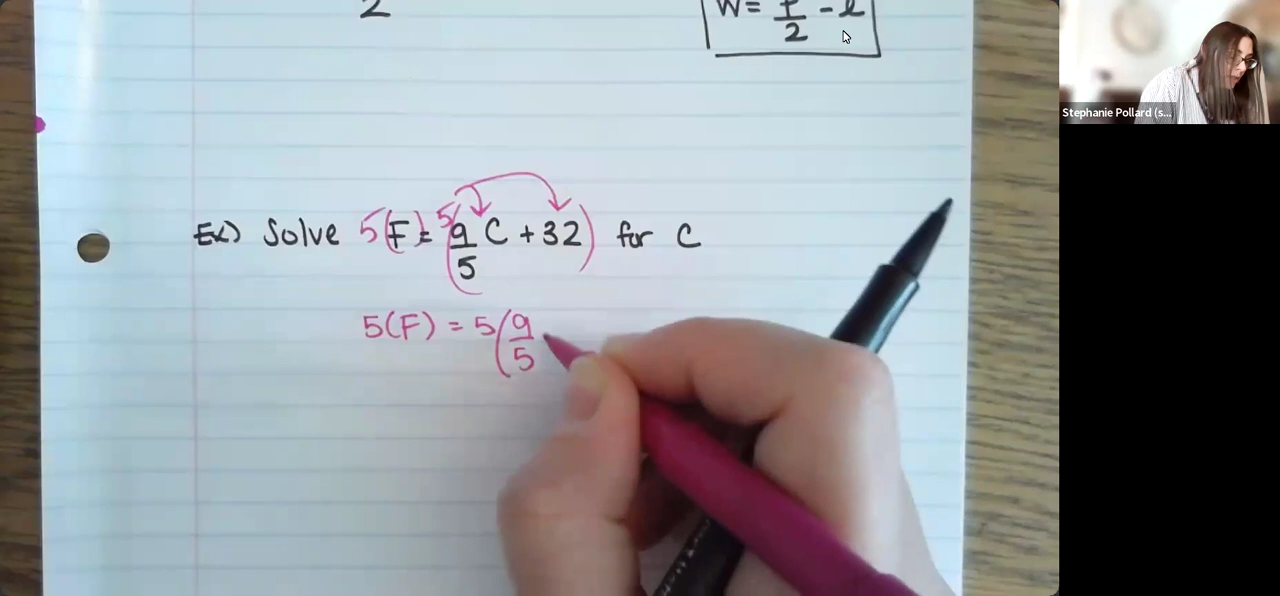 2
W = P/2 - l
Stephanie Pollard (s...
Ex) Solve 5(F) = 5(9/5 C + 32) for C
5(F) = 5(9/5